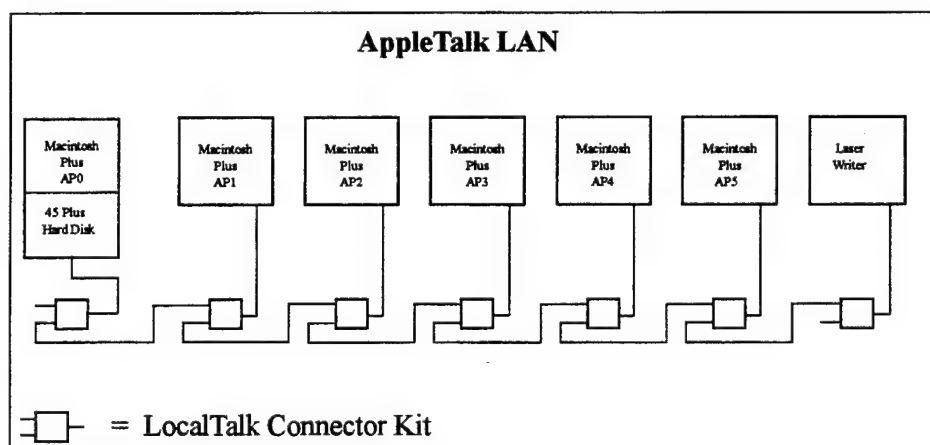 AppleTalk LAN
Macintosh
Plus
AP0
45 Plus
Hard Disk
Macintosh
Plus
AP1
Macintosh
Plus
AP2
Macintosh
Plus
AP3
Macintosh
Plus
AP4
Macintosh
Plus
AP5
Laser
Writer
= LocalTalk Connector Kit